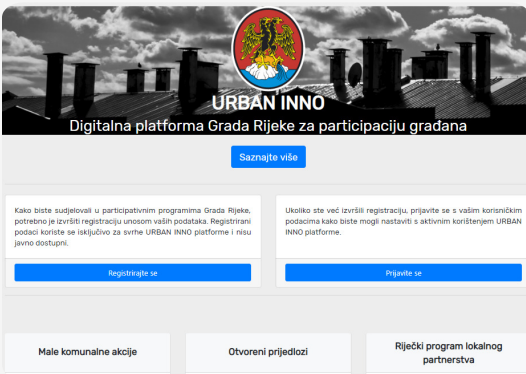 URBAN INNO
Digitalna platforma Grada Rijeke za participaciju građana
Saznajte više
Kako biste sudjelovali u participativnim programima Grada Rijeke,
potrebno je izvršiti registraciju unosom vaših podataka. Registrirani
podaci koriste se isključivo za svrhe URBAN INNO platforme i nisu
javno dostupni.
Registrirajte se
Ukoliko ste već izvršili registraciju, prijavite se s vašim korisničkim
podacima kako biste mogli nastaviti s aktivnim korištenjem URBAN
INNO platforme.
Prijavite se
Male komunalne akcije
Otvoreni prijedlozi
Riječki program lokalnog
partnerstva